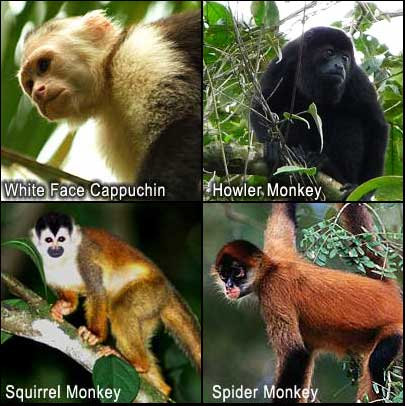 White Face Cappuchin
Howler Monkey
Squirrel Monkey
Spider Monkey